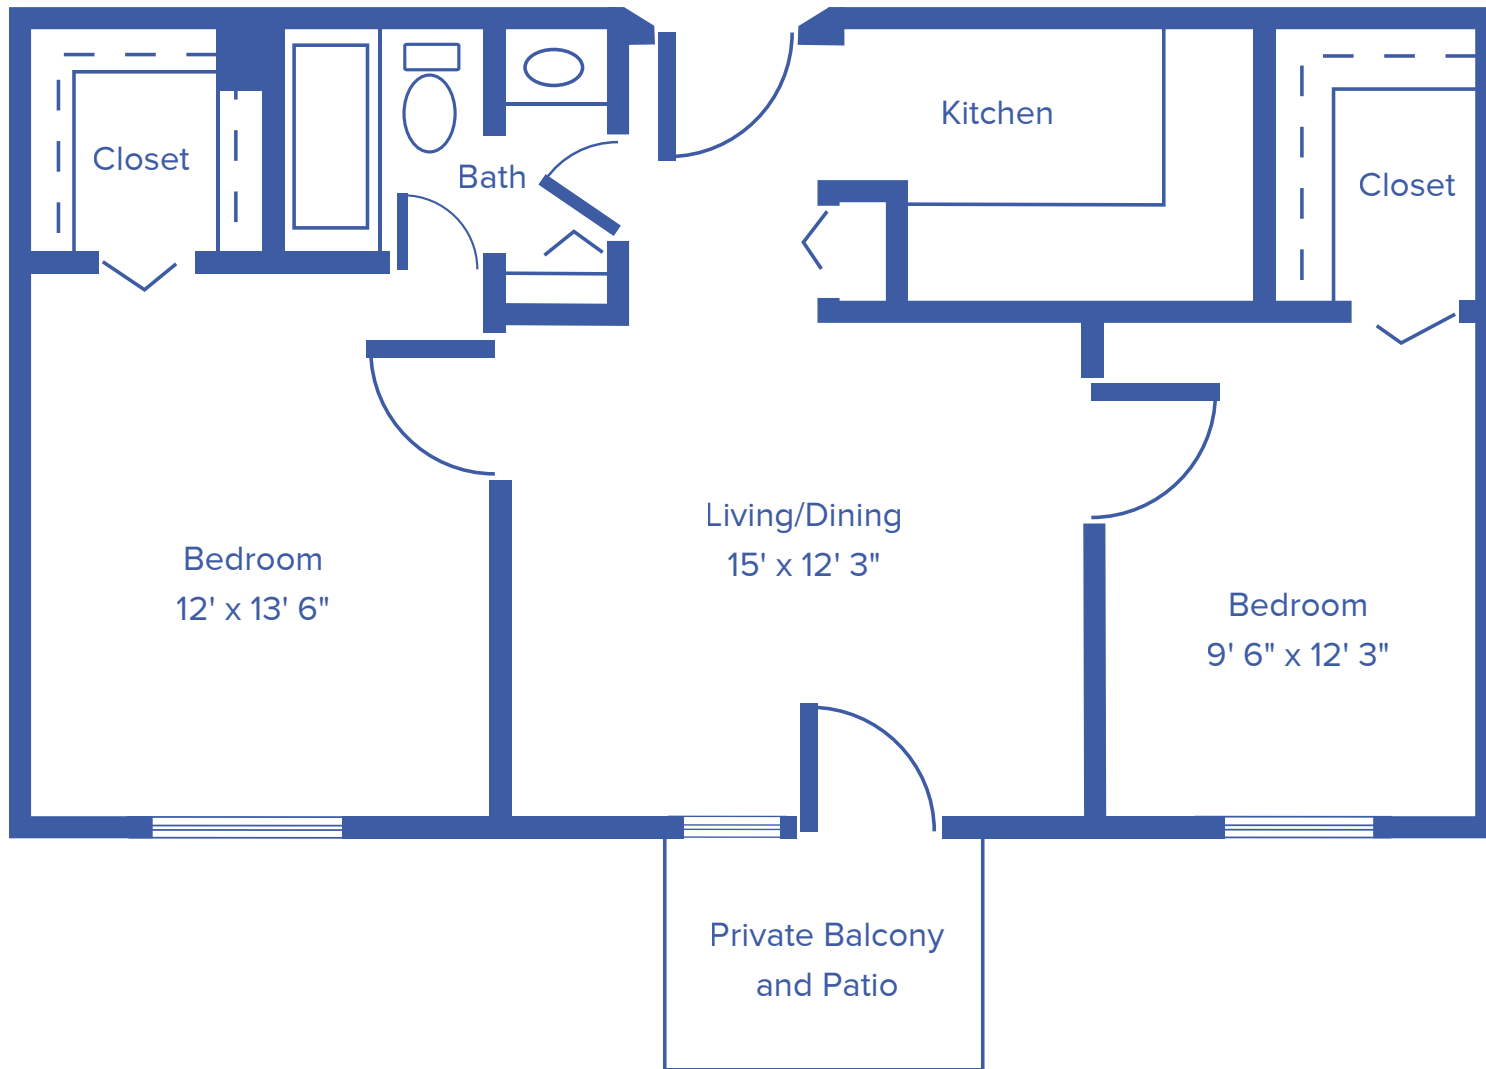 Kitchen
Closet
Bath
Closet
Living/Dining
15' x 12' 3"
Bedroom
12' x 13' 6"
Bedroom
9' 6" x 12' 3"
Private Balcony
and Patio